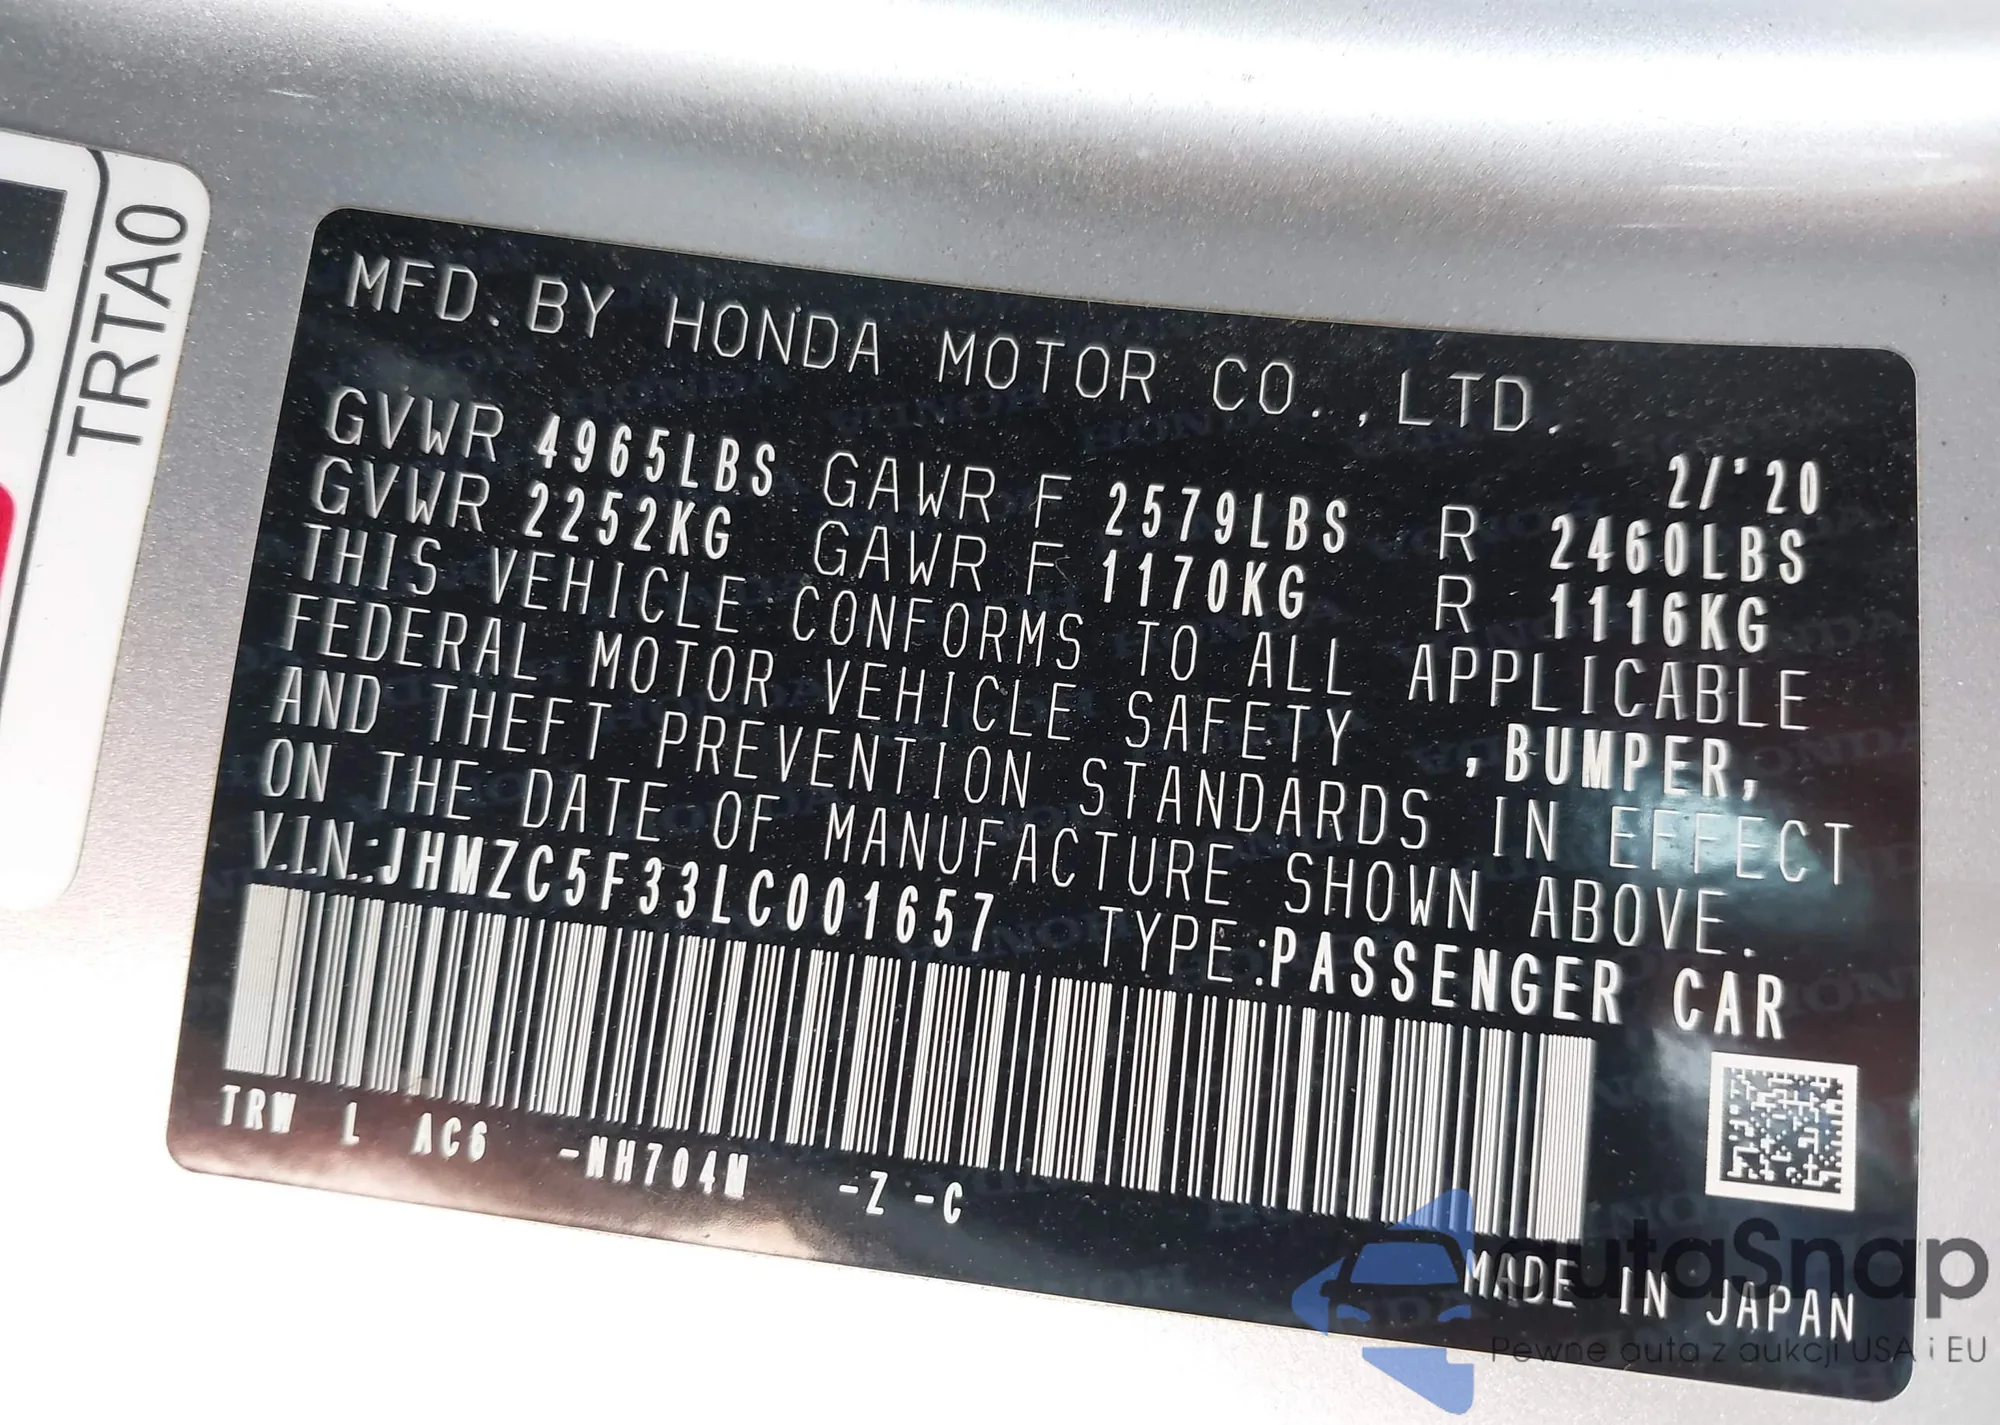 TRTA0
MFD. BY HONDA MOTOR CO.,LTD.
2/'20
GVWR 4965LBS GAWR F 2579LBS R 2460LBS
GVWR 2252KG GAWR F 1170KG R 1116KG
THIS VEHICLE CONFORMS TO ALL APPLICABLE
FEDERAL MOTOR VEHICLE SAFETY ,BUMPER,
AND THEFT PREVENTION STANDARDS IN EFFECT
ON THE DATE OF MANUFACTURE SHOWN ABOVE.
V.I.N.:JHMZC5F33LC001657 TYPE:PASSENGER CAR
TRW L AC6 -NH704M -Z -C
MADE IN JAPAN
autaSnap
Pewne auta z aukcji USA i EU